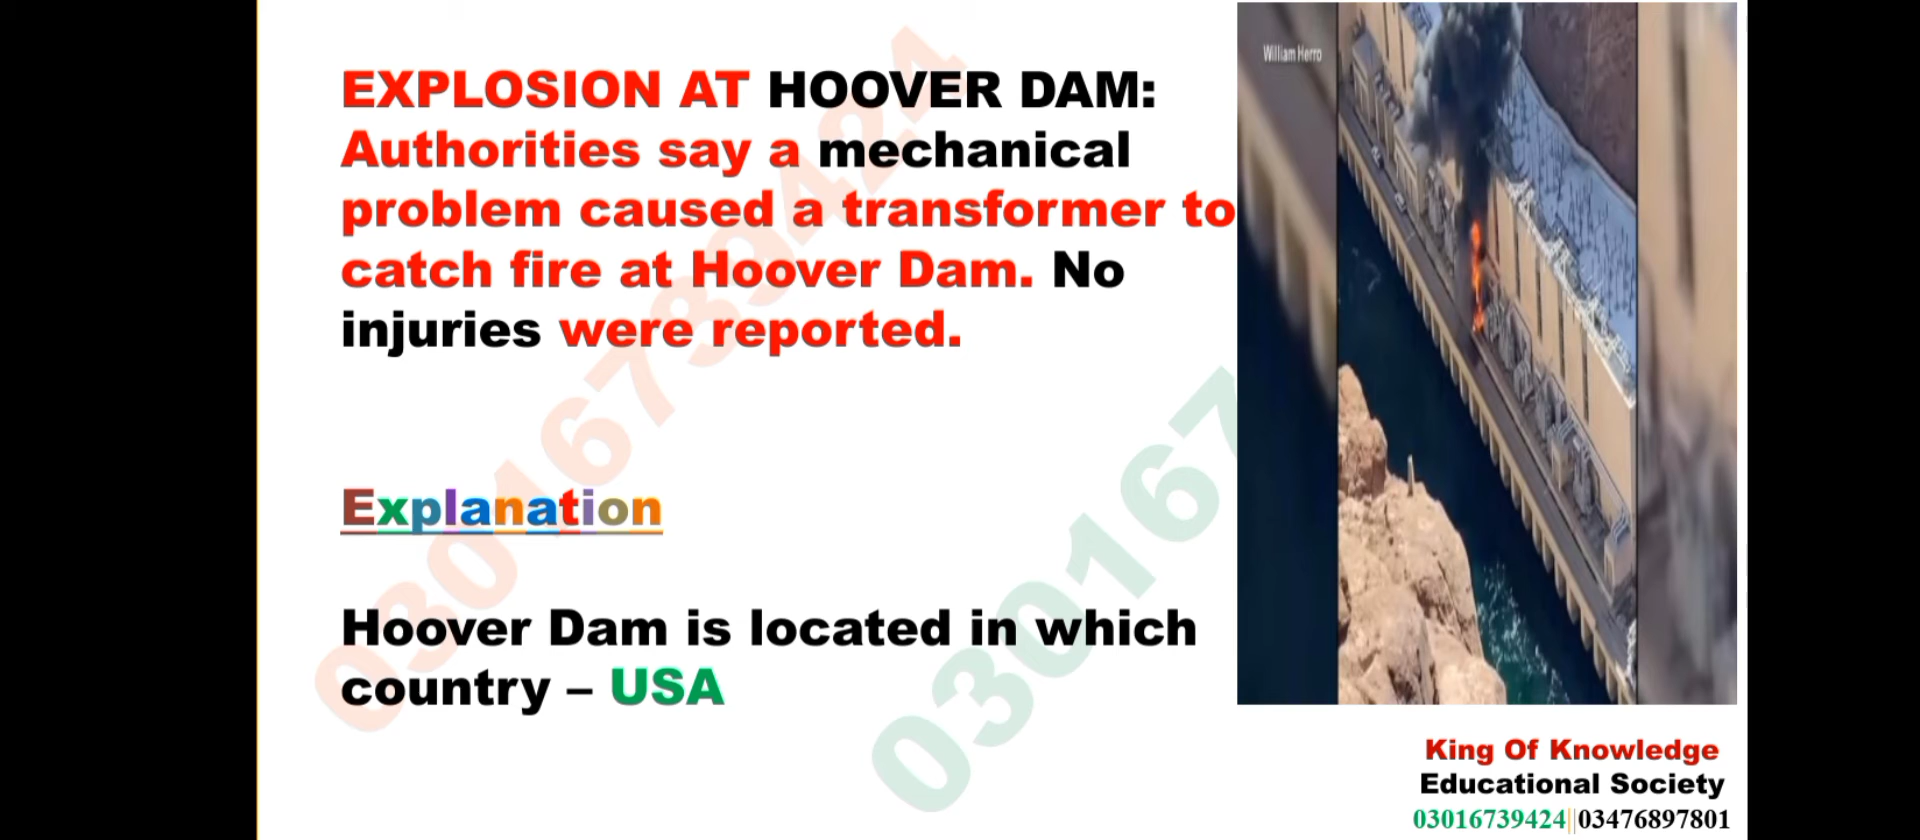 EXPLOSION AT HOOVER DAM:
Authorities say a mechanical
problem caused a transformer to
catch fire at Hoover Dam. No
injuries were reported.
Explanation
Hoover Dam is located in which
country – USA
William Herro
King Of Knowledge
Educational Society
03016739424||03476897801
03016739424
030167